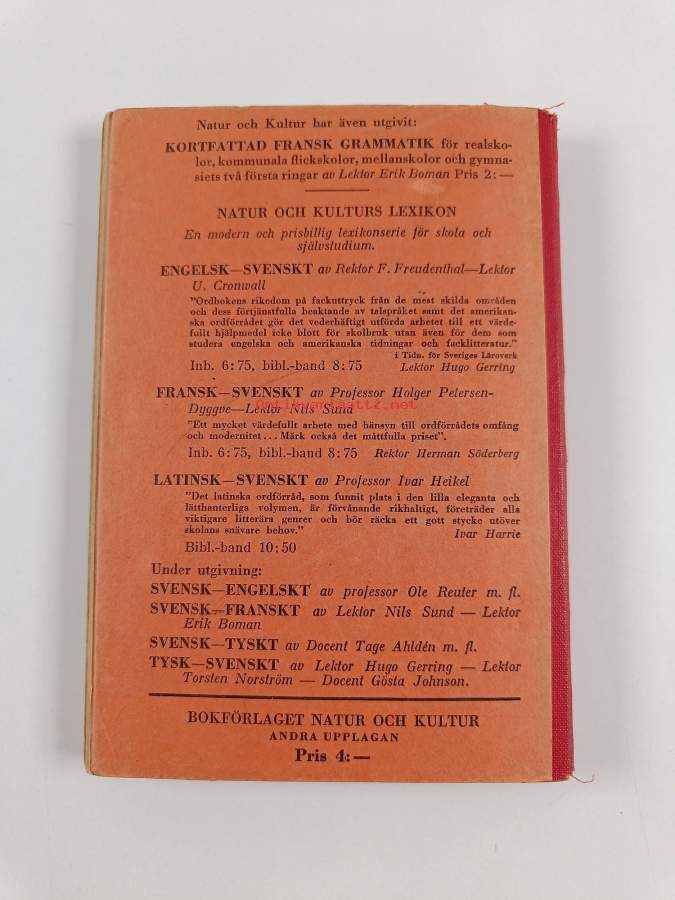 Natur och Kultur har även utgivit:
KORTFATTAD FRANSK GRAMMATIK för realsko-
lor, kommunala flickskolor, mellanskolor och gymna-
siets två första ringar av Lektor Erik Boman Pris 2:—
NATUR OCH KULTURS LEXIKON
En modern och prisbillig lexikonserie för skola och
självstudium.
ENGELSK—SVENSKT av Rektor F. Freudenthal—Lektor
U. Cronwall
"Ordbokens rikedom på fackuttryck från de mest skilda områden
och dess förtjänstfulla beaktande av talspråket samt det amerikan-
ska ordförrådet gör det vederhäftigt utförda arbetet till ett värde-
fullt hjälpmedel icke blott för skolbruk utan även för dem som
studera engelska och amerikanska tidningar och facklitteratur."
i Tidn. för Sveriges Läroverk
Inb. 6:75, bibl.-band 8:75 Lektor Hugo Gerring
FRANSK—SVENSKT av Professor Holger Petersen-
Dyggve—Lektor Nils Sund
antikvariaattz.net
"Ett mycket värdefullt arbete med hänsyn till ordförrådets omfång
och modernitet... Märk också det måttfulla priset".
Inb. 6:75, bibl.-band 8:75 Rektor Herman Söderberg
LATINSK—SVENSKT av Professor Ivar Heikel
"Det latinska ordförråd, som funnit plats i den lilla eleganta och
lätthanterliga volymen, är förvånande rikhaltigt, företräder alla
viktigare litterära genrer och bör räcka ett gott stycke utöver
skolans snävare behov."
Ivar Harrie
Bibl.-band 10:50
Under utgivning:
SVENSK—ENGELSKT av professor Ole Reuter m. fl.
SVENSK—FRANSKT av Lektor Nils Sund — Lektor
Erik Boman
SVENSK—TYSKT av Docent Tage Ahldén m. fl.
TYSK—SVENSKT av Lektor Hugo Gerring — Lektor
Torsten Norström — Docent Gösta Johnson.
BOKFÖRLAGET NATUR OCH KULTUR
ANDRA UPPLAGAN
Pris 4:—